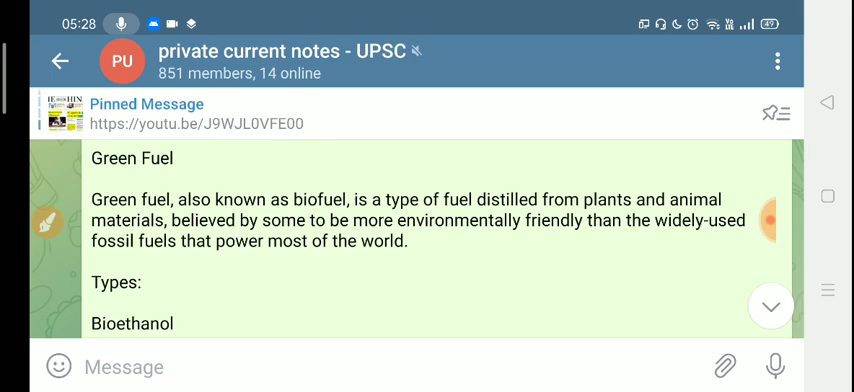 05:28
49
PU
private current notes - UPSC
851 members, 14 online
Pinned Message
https://youtu.be/J9WJL0VFE00
Green Fuel
Green fuel, also known as biofuel, is a type of fuel distilled from plants and animal
materials, believed by some to be more environmentally friendly than the widely-used
fossil fuels that power most of the world.
Types:
Bioethanol
Message